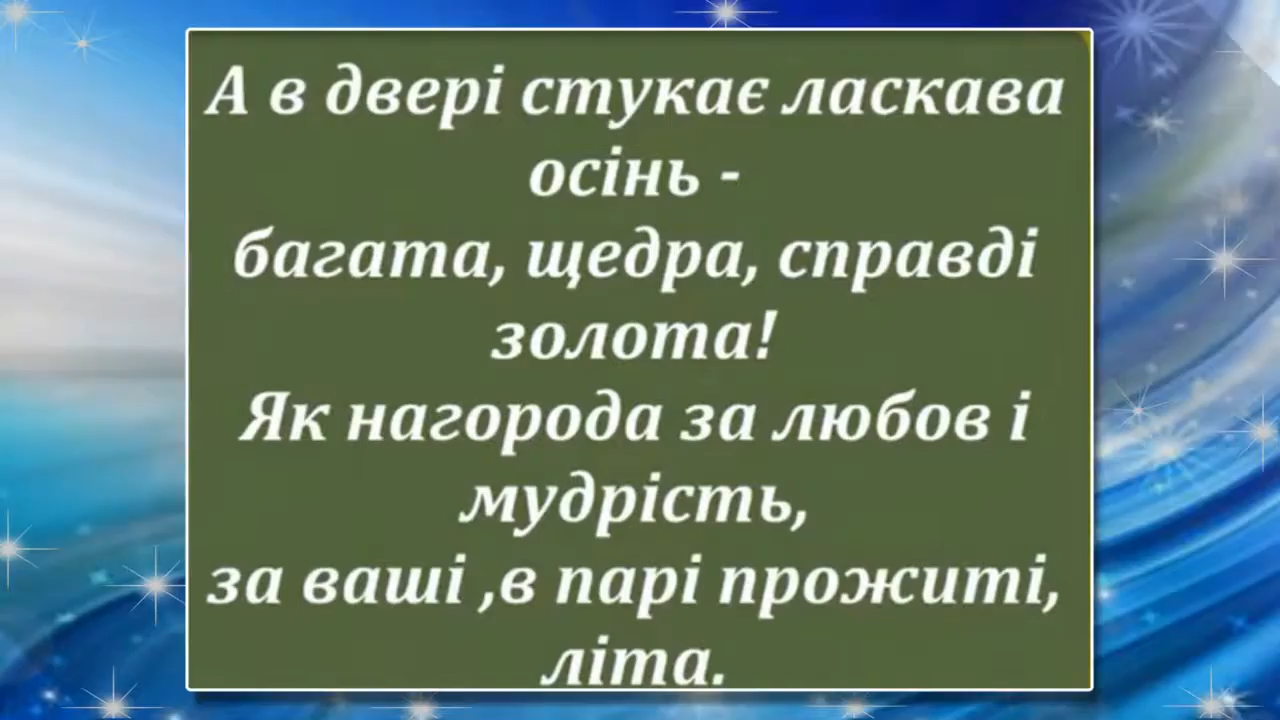 А в двері стукає ласкава
осінь -
багата, щедра, справді
золота!
Як нагорода за любов і
мудрість,
за ваші ,в парі прожиті,
літа.